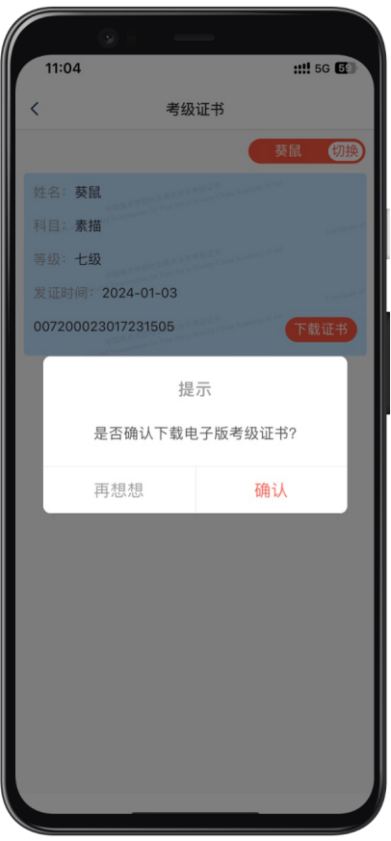 11:04
5G
考级证书
葵鼠 切换
姓名：葵鼠
科目：素描
等级：七级
发证时间：2024-01-03
007200023017231505
下载证书
提示
是否确认下载电子版考级证书?
再想想
确认